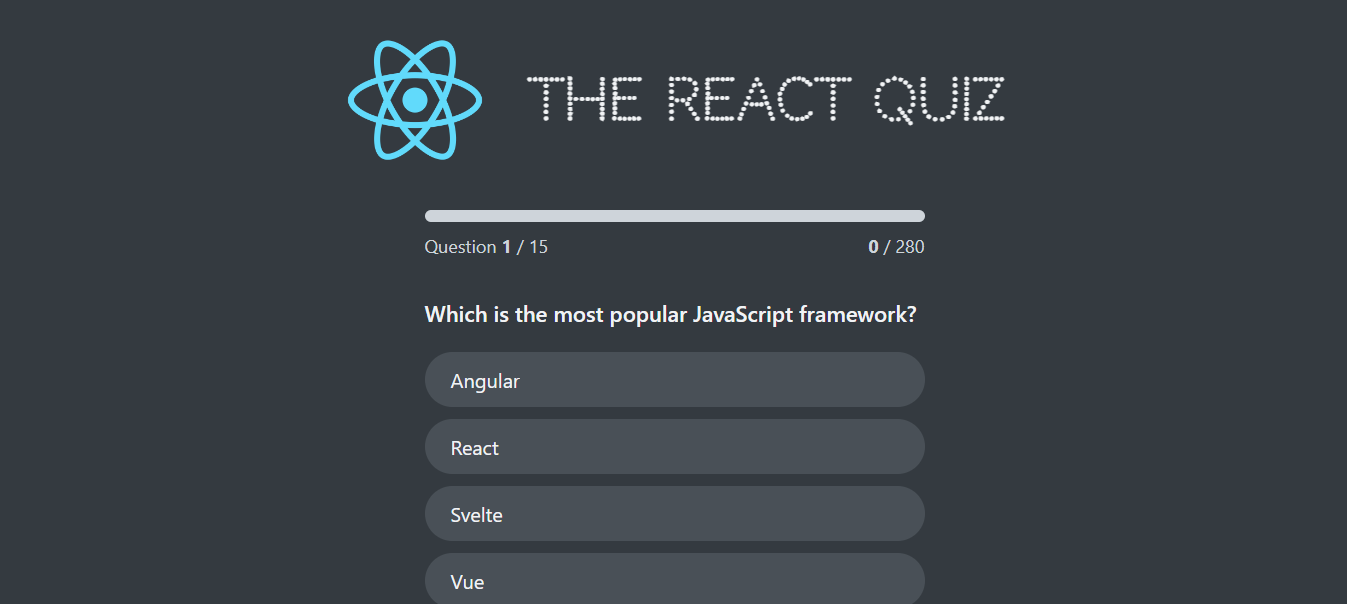 THE REACT QUIZ
Question 1 / 15
0 / 280
Which is the most popular JavaScript framework?
Angular
React
Svelte
Vue